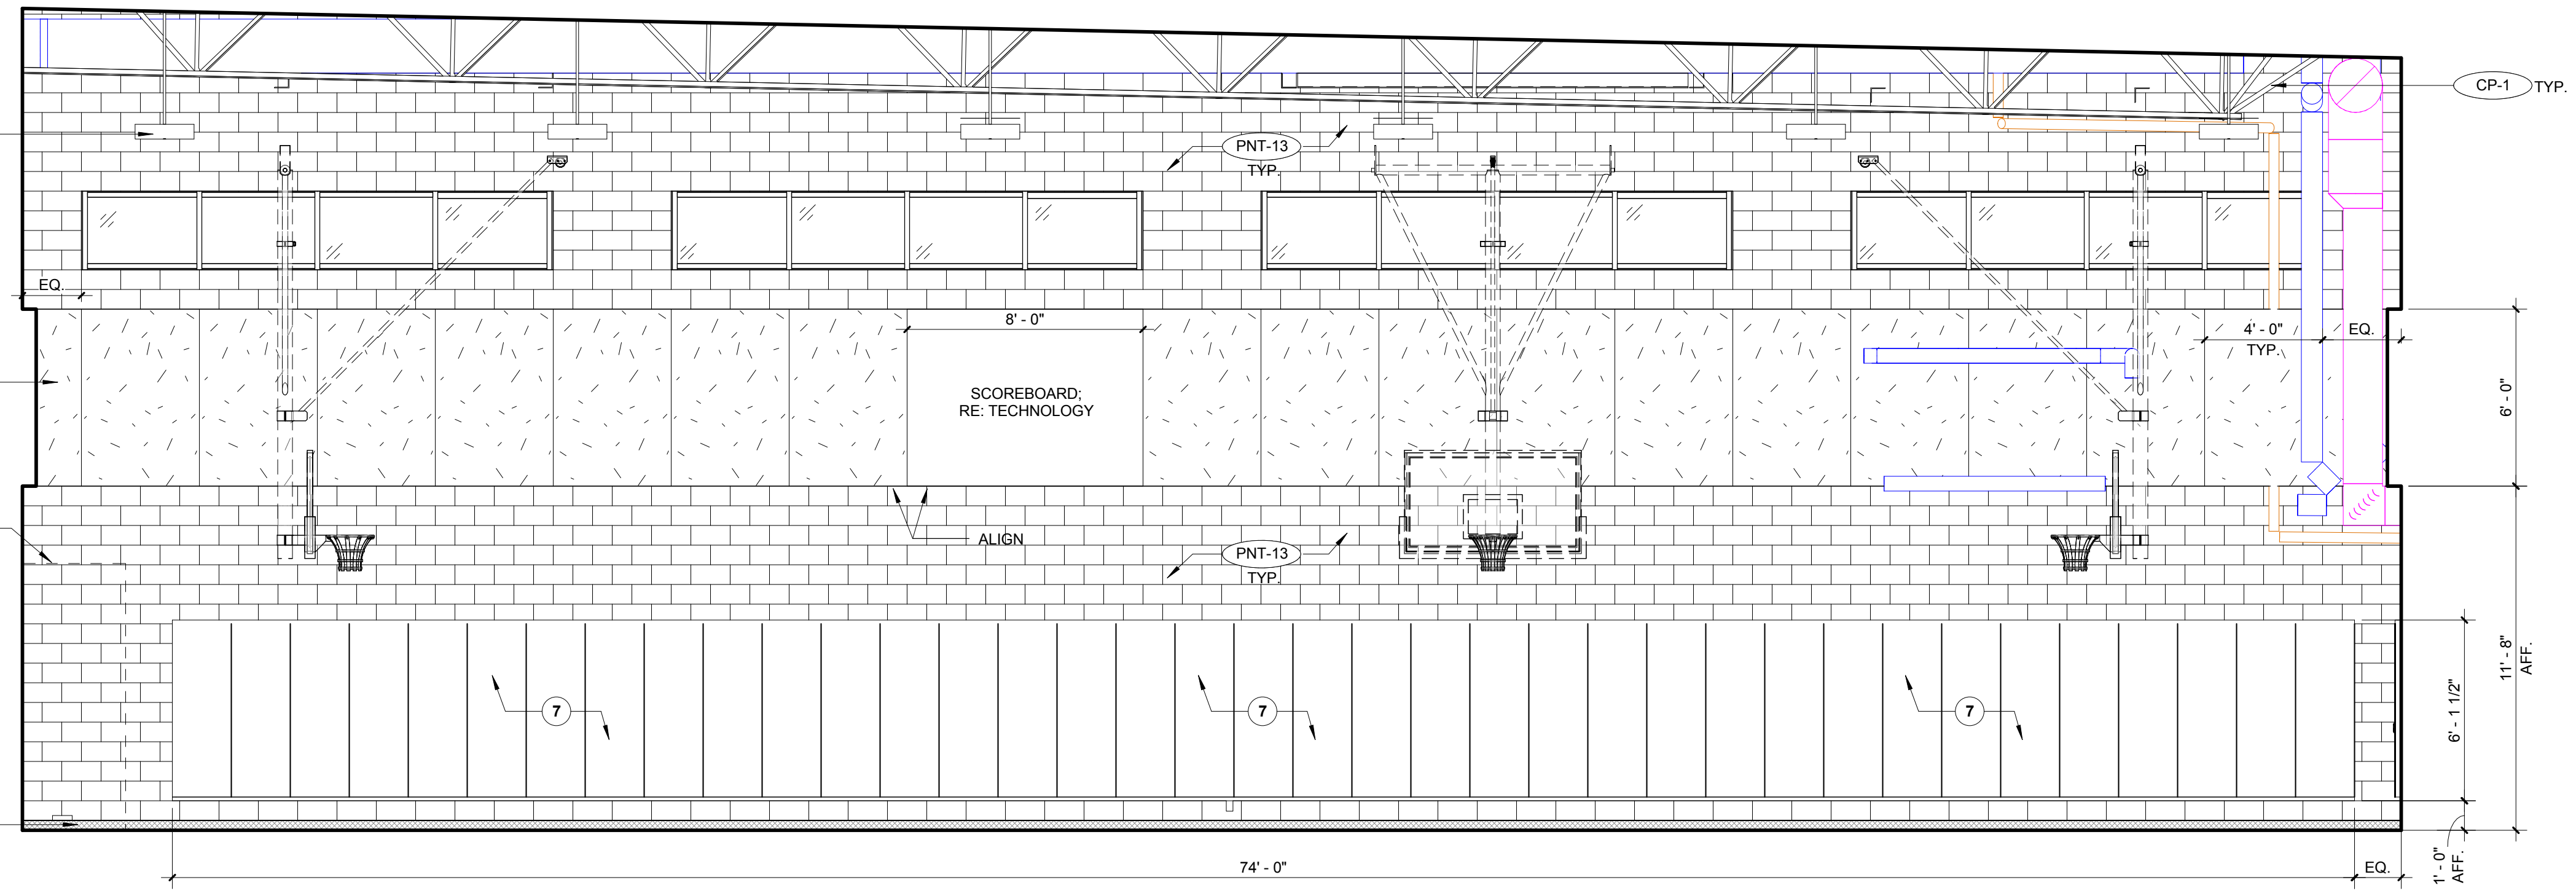 CP-1 TYP.
PNT-13
TYP.
EQ.
8' - 0"
4' - 0"
TYP.
EQ.
SCOREBOARD;
RE: TECHNOLOGY
6' - 0"
ALIGN
PNT-13
TYP.
7
7
7
6' - 1 1/2"
11' - 8"
AFF.
1' - 0"
AFF.
74' - 0"
EQ.